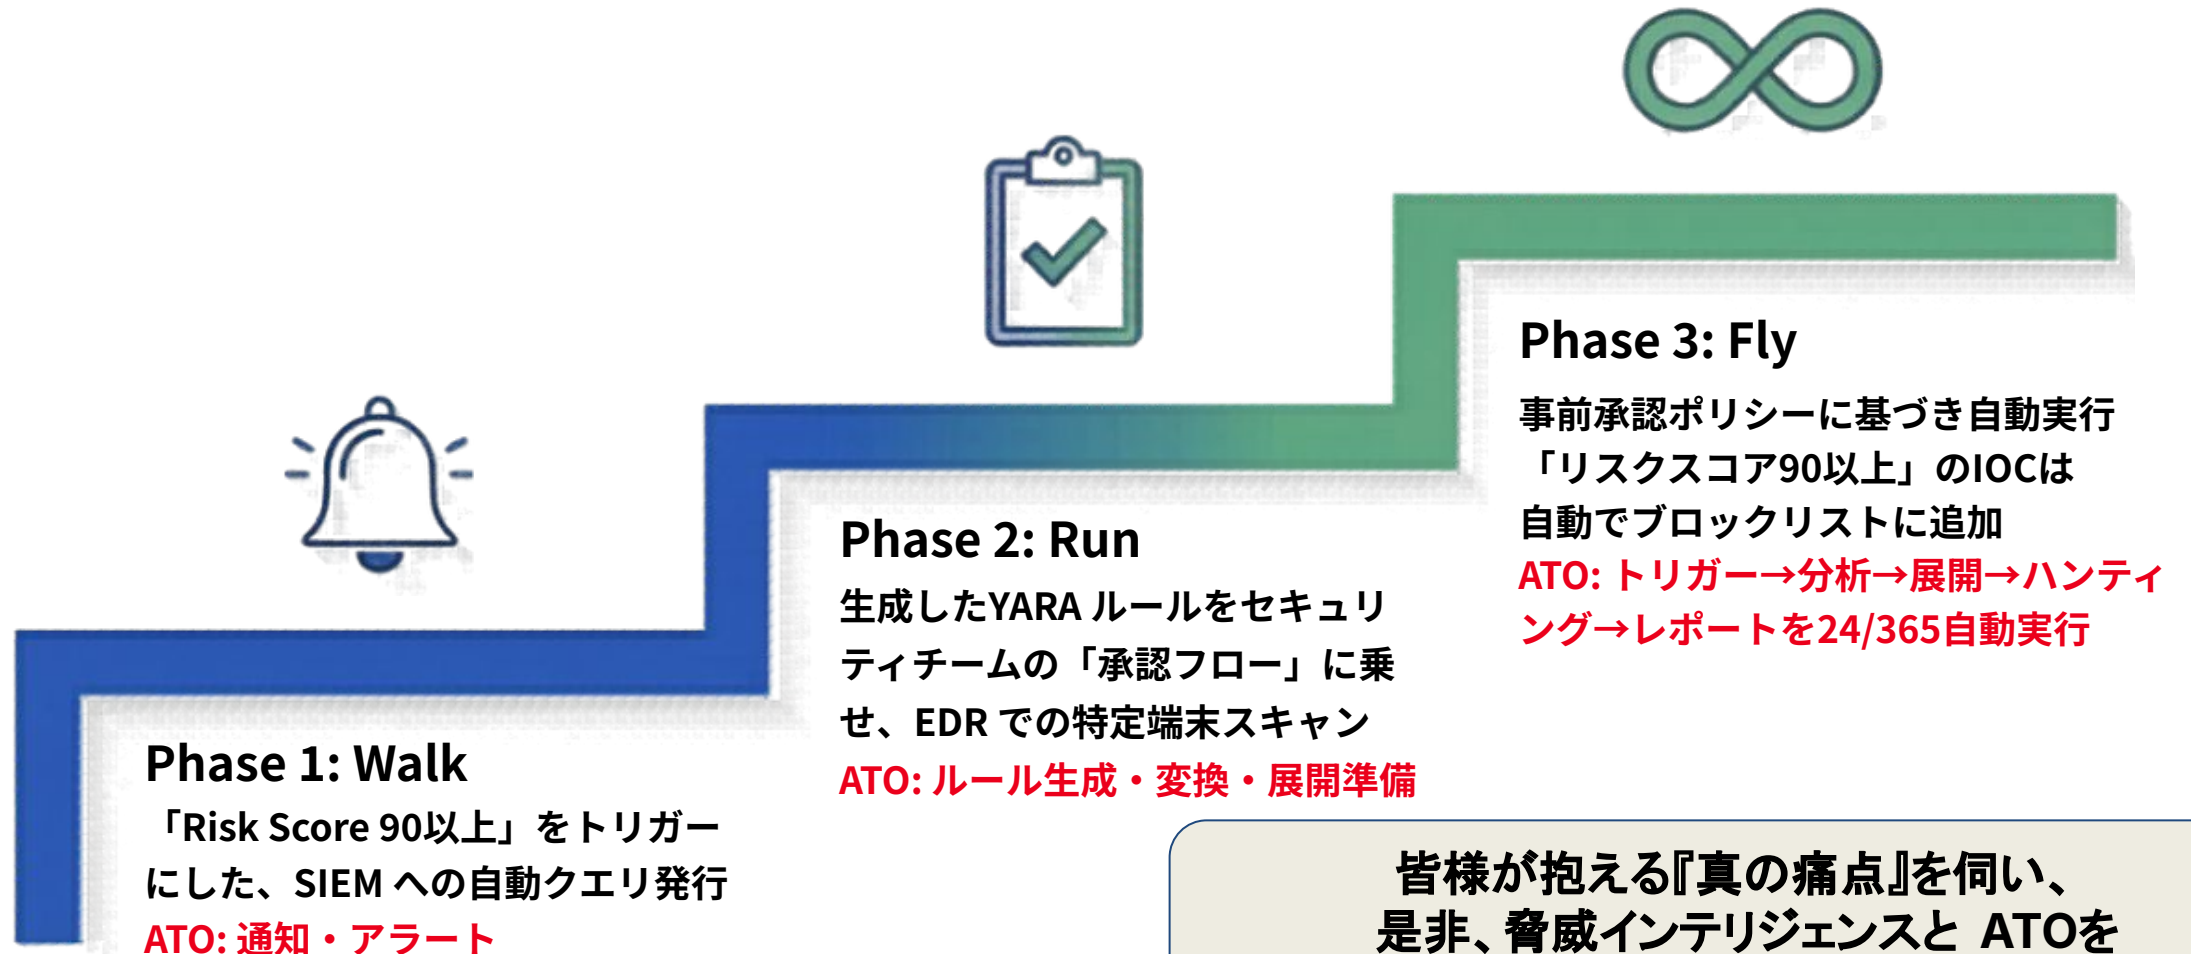 Phase 1: Walk
「Risk Score 90以上」をトリガー
にした、SIEM への自動クエリ発行
ATO: 通知・アラート
Phase 2: Run
生成したYARA ルールをセキュリ
ティチームの「承認フロー」に乗
せ、EDR での特定端末スキャン
ATO: ルール生成・変換・展開準備
Phase 3: Fly
事前承認ポリシーに基づき自動実行
「リスクスコア90以上」のIOCは
自動でブロックリストに追加
ATO: トリガー→分析→展開→ハンティ
ング→レポートを24/365自動実行
皆様が抱える『真の痛点』を伺い、
是非、脅威インテリジェンスと ATOを